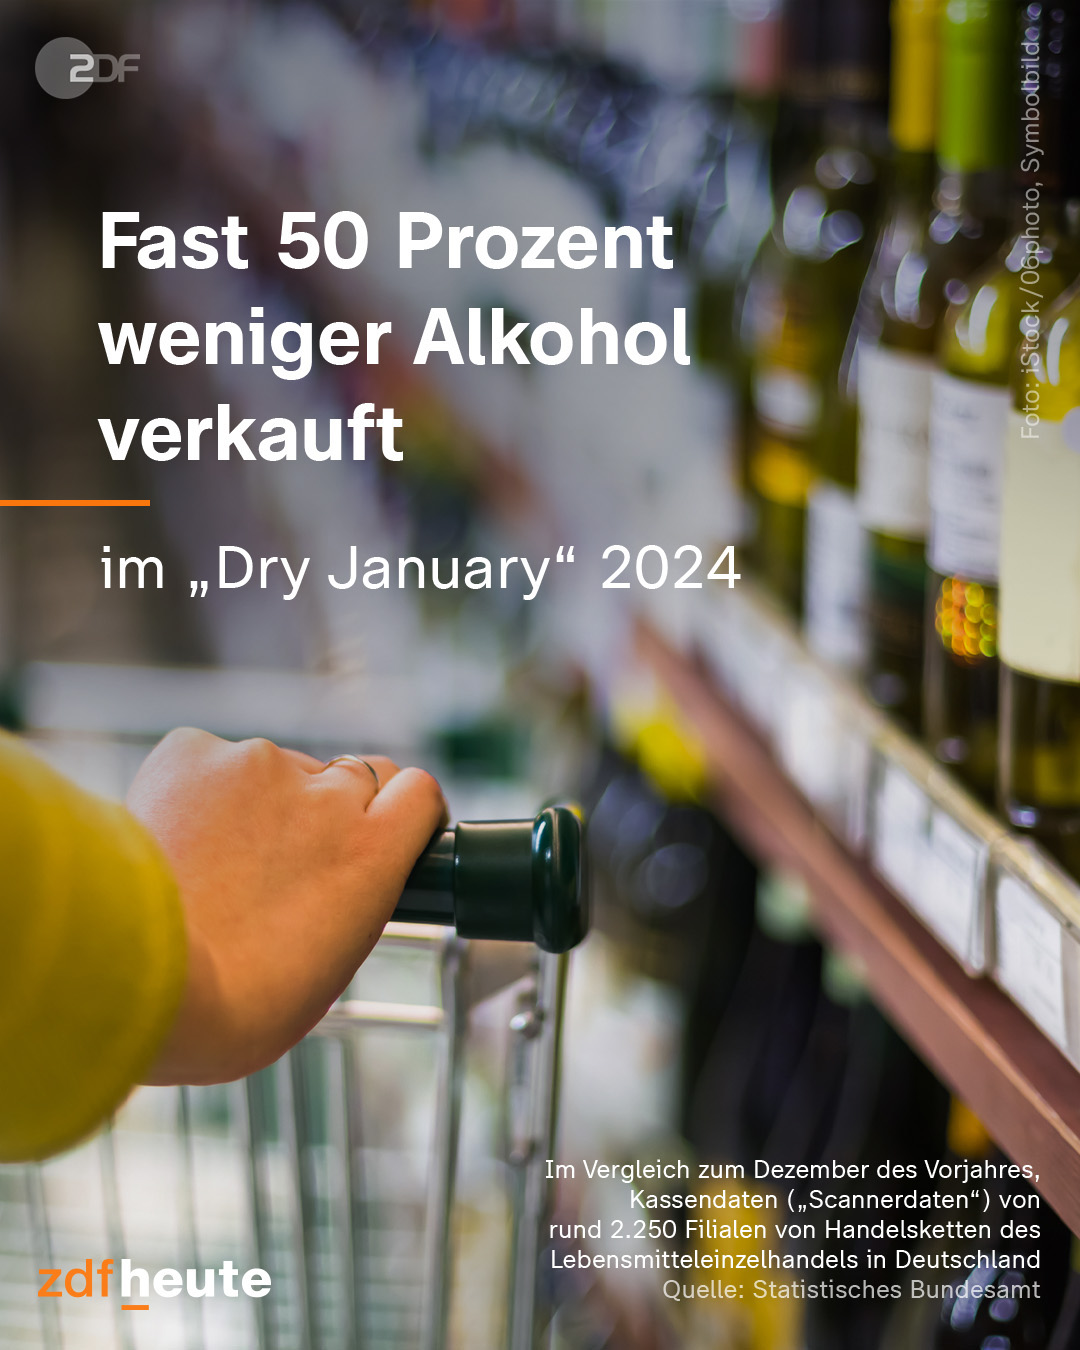 ZDF
Foto: iStock/06photo, Symbolbild
Fast 50 Prozent
weniger Alkohol
verkauft
im „Dry January“ 2024
Im Vergleich zum Dezember des Vorjahres,
Kassendaten („Scannerdaten“) von
rund 2.250 Filialen von Handelsketten des
Lebensmitteleinzelhandels in Deutschland
Quelle: Statistisches Bundesamt
zdfheute